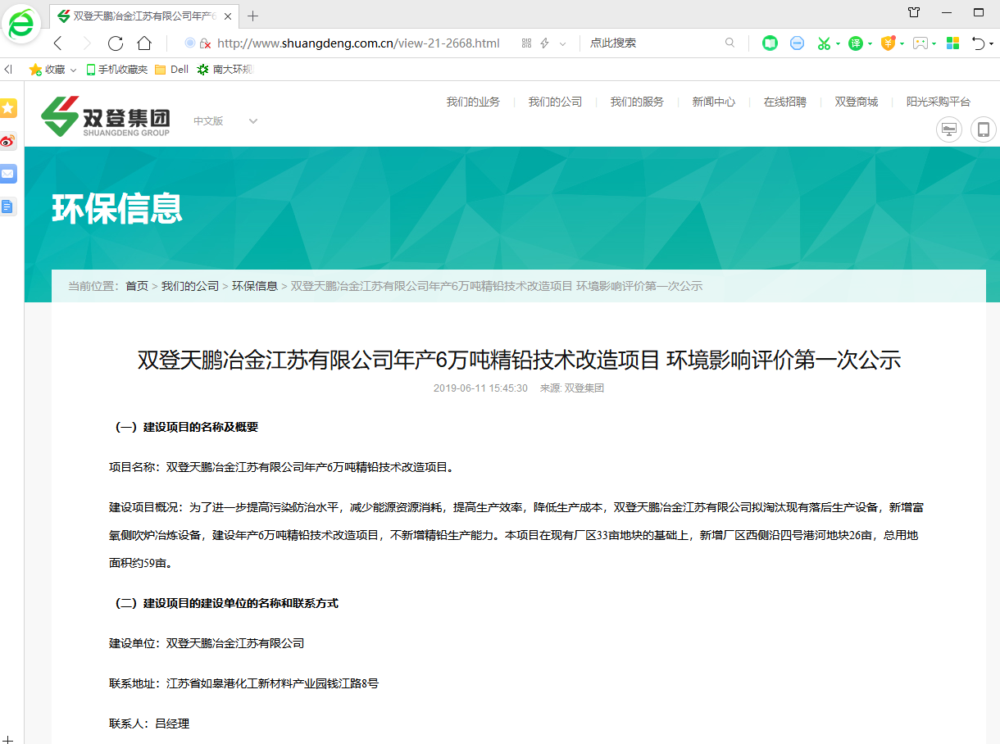 双登天鹏冶金江苏有限公司年产6
http://www.shuangdeng.com.cn/view-21-2668.html
点此搜索
译
收藏
手机收藏夹
Dell
南大环规
双登集团
SHUANGDENG GROUP
中文版
我们的业务
我们的公司
我们的服务
新闻中心
在线招聘
双登商城
阳光采购平台
环保信息
当前位置：首页 > 我们的公司 > 环保信息 > 双登天鹏冶金江苏有限公司年产6万吨精铅技术改造项目 环境影响评价第一次公示
双登天鹏冶金江苏有限公司年产6万吨精铅技术改造项目 环境影响评价第一次公示
2019-06-11 15:45:30 来源: 双登集团
（一）建设项目的名称及概要
项目名称：双登天鹏冶金江苏有限公司年产6万吨精铅技术改造项目。
建设项目概况：为了进一步提高污染防治水平，减少能源资源消耗，提高生产效率，降低生产成本，双登天鹏冶金江苏有限公司拟淘汰现有落后生产设备，新增富
氧侧吹炉冶炼设备，建设年产6万吨精铅技术改造项目，不新增精铅生产能力。本项目在现有厂区33亩地块的基础上，新增厂区西侧沿四号港河地块26亩，总用地
面积约59亩。
（二）建设项目的建设单位的名称和联系方式
建设单位：双登天鹏冶金江苏有限公司
联系地址：江苏省如皋港化工新材料产业园钱江路8号
联系人：吕经理